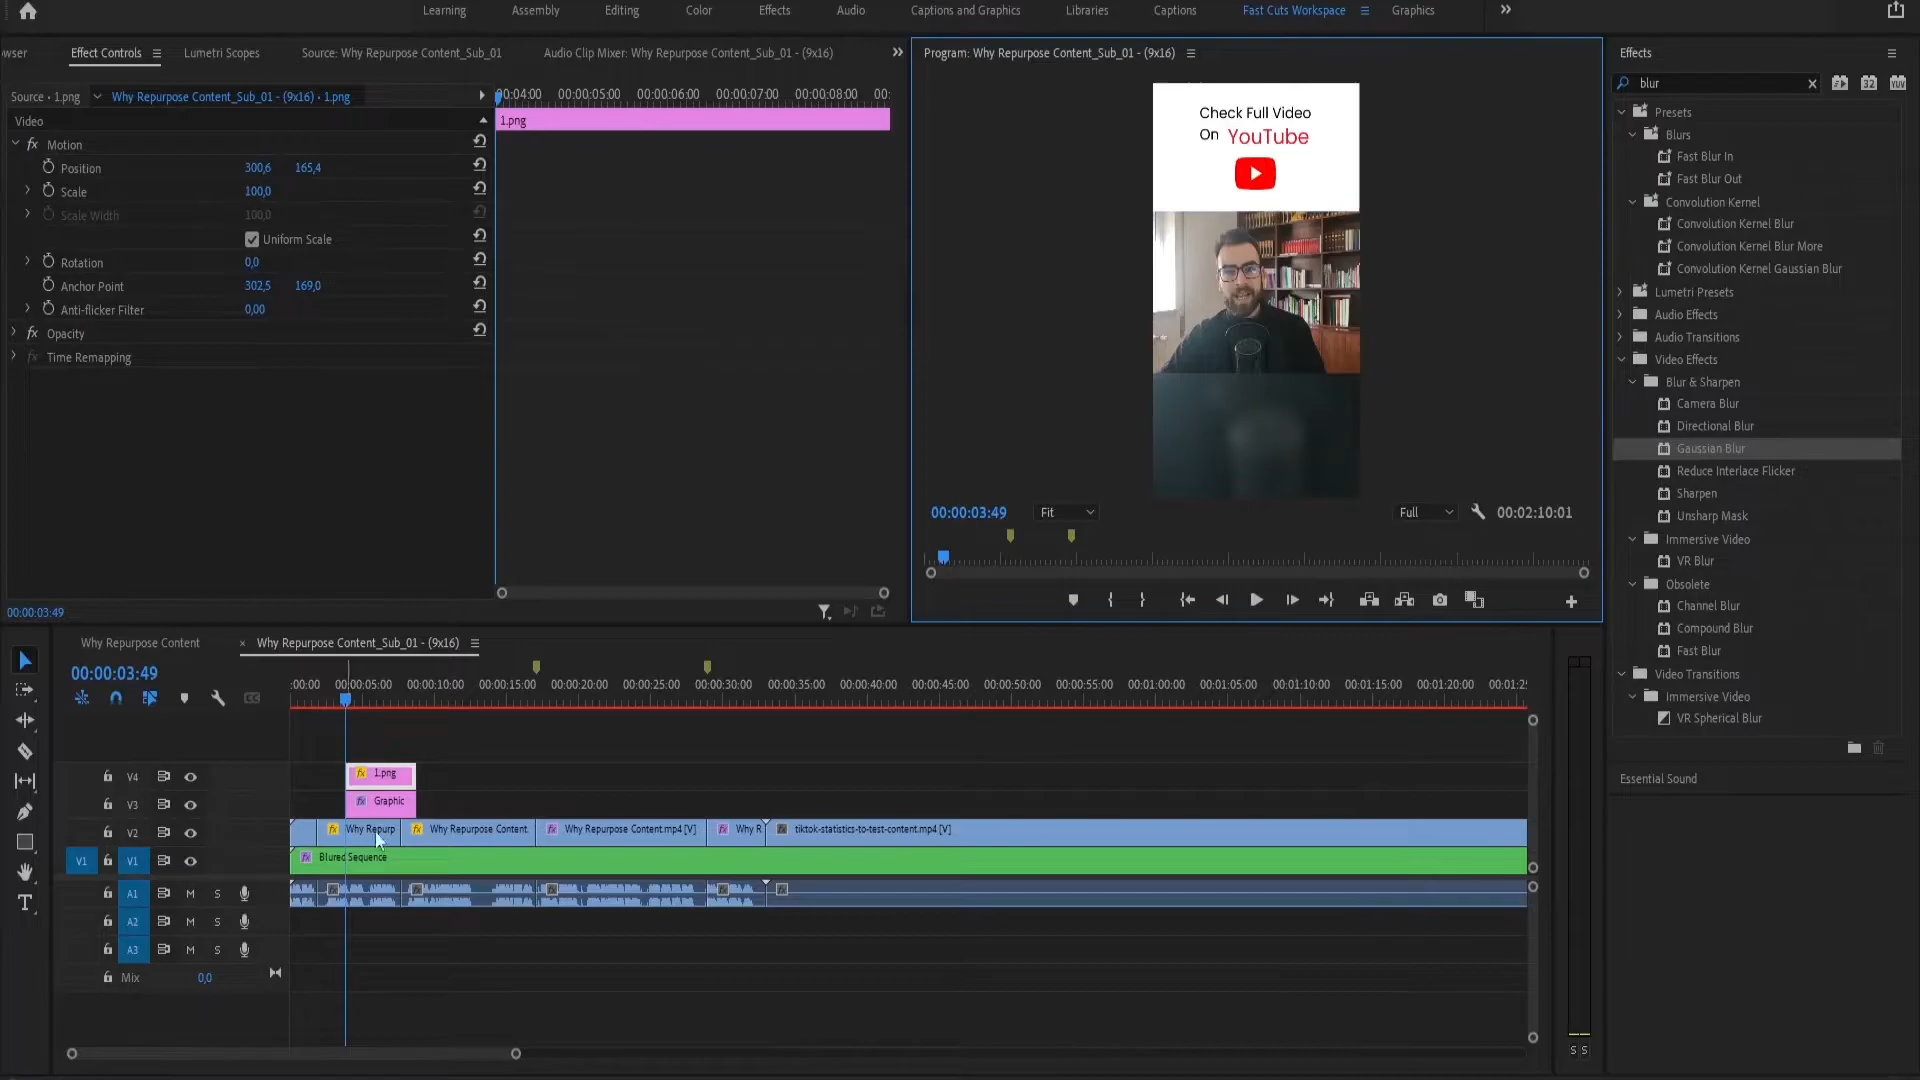 Learning Assembly Editing Color Effects Audio Captions and Graphics Libraries Captions Fast Cuts Workspace Graphics
wser Effect Controls Lumetri Scopes Source: Why Repurpose Content_Sub_01 Audio Clip Mixer: Why Repurpose Content_Sub_01 - (9x16)
Source • 1.png Why Repurpose Content_Sub_01 - (9x16) • 1.png
00:04:00 00:00:05:00 00:00:06:00 00:00:07:00 00:00:08:00 00:
Video
1.png
fx Motion
Position 300,6 165,4
Scale 100,0
Scale Width 100,0
Uniform Scale
Rotation 0,0
Anchor Point 302,5 169,0
Anti-flicker Filter 0,00
fx Opacity
fx Time Remapping
00:00:03:49
Program: Why Repurpose Content_Sub_01 - (9x16)
Check Full Video
On YouTube
00:00:03:49 Fit Full 00:02:10:01
Effects
blur
32 YUV
Presets
Blurs
Fast Blur In
Fast Blur Out
Convolution Kernel
Convolution Kernel Blur
Convolution Kernel Blur More
Convolution Kernel Gaussian Blur
Lumetri Presets
Audio Effects
Audio Transitions
Video Effects
Blur & Sharpen
Camera Blur
Directional Blur
Gaussian Blur
Reduce Interlace Flicker
Sharpen
Unsharp Mask
Immersive Video
VR Blur
Obsolete
Channel Blur
Compound Blur
Fast Blur
Video Transitions
Immersive Video
VR Spherical Blur
Essential Sound
Why Repurpose Content × Why Repurpose Content_Sub_01 - (9x16)
00:00:03:49
:00:00 00:00:05:00 00:00:10:00 00:00:15:00 00:00:20:00 00:00:25:00 00:00:30:00 00:00:35:00 00:00:40:00 00:00:45:00 00:00:50:00 00:00:55:00 00:01:00:00 00:01:05:00 00:01:10:00 00:01:15:00 00:01:20:00 00:01:25
V4 fx 1.png
V3 fx Graphic
V2 fx Why Repurp fx Why Repurpose Content. fx Why Repurpose Content.mp4 [V] fx Why R tiktok-statistics-to-test-content.mp4 [V]
V1 V1 fx Blured Sequence
A1 M S
A2 M S
A3 M S
Mix 0,0
S S